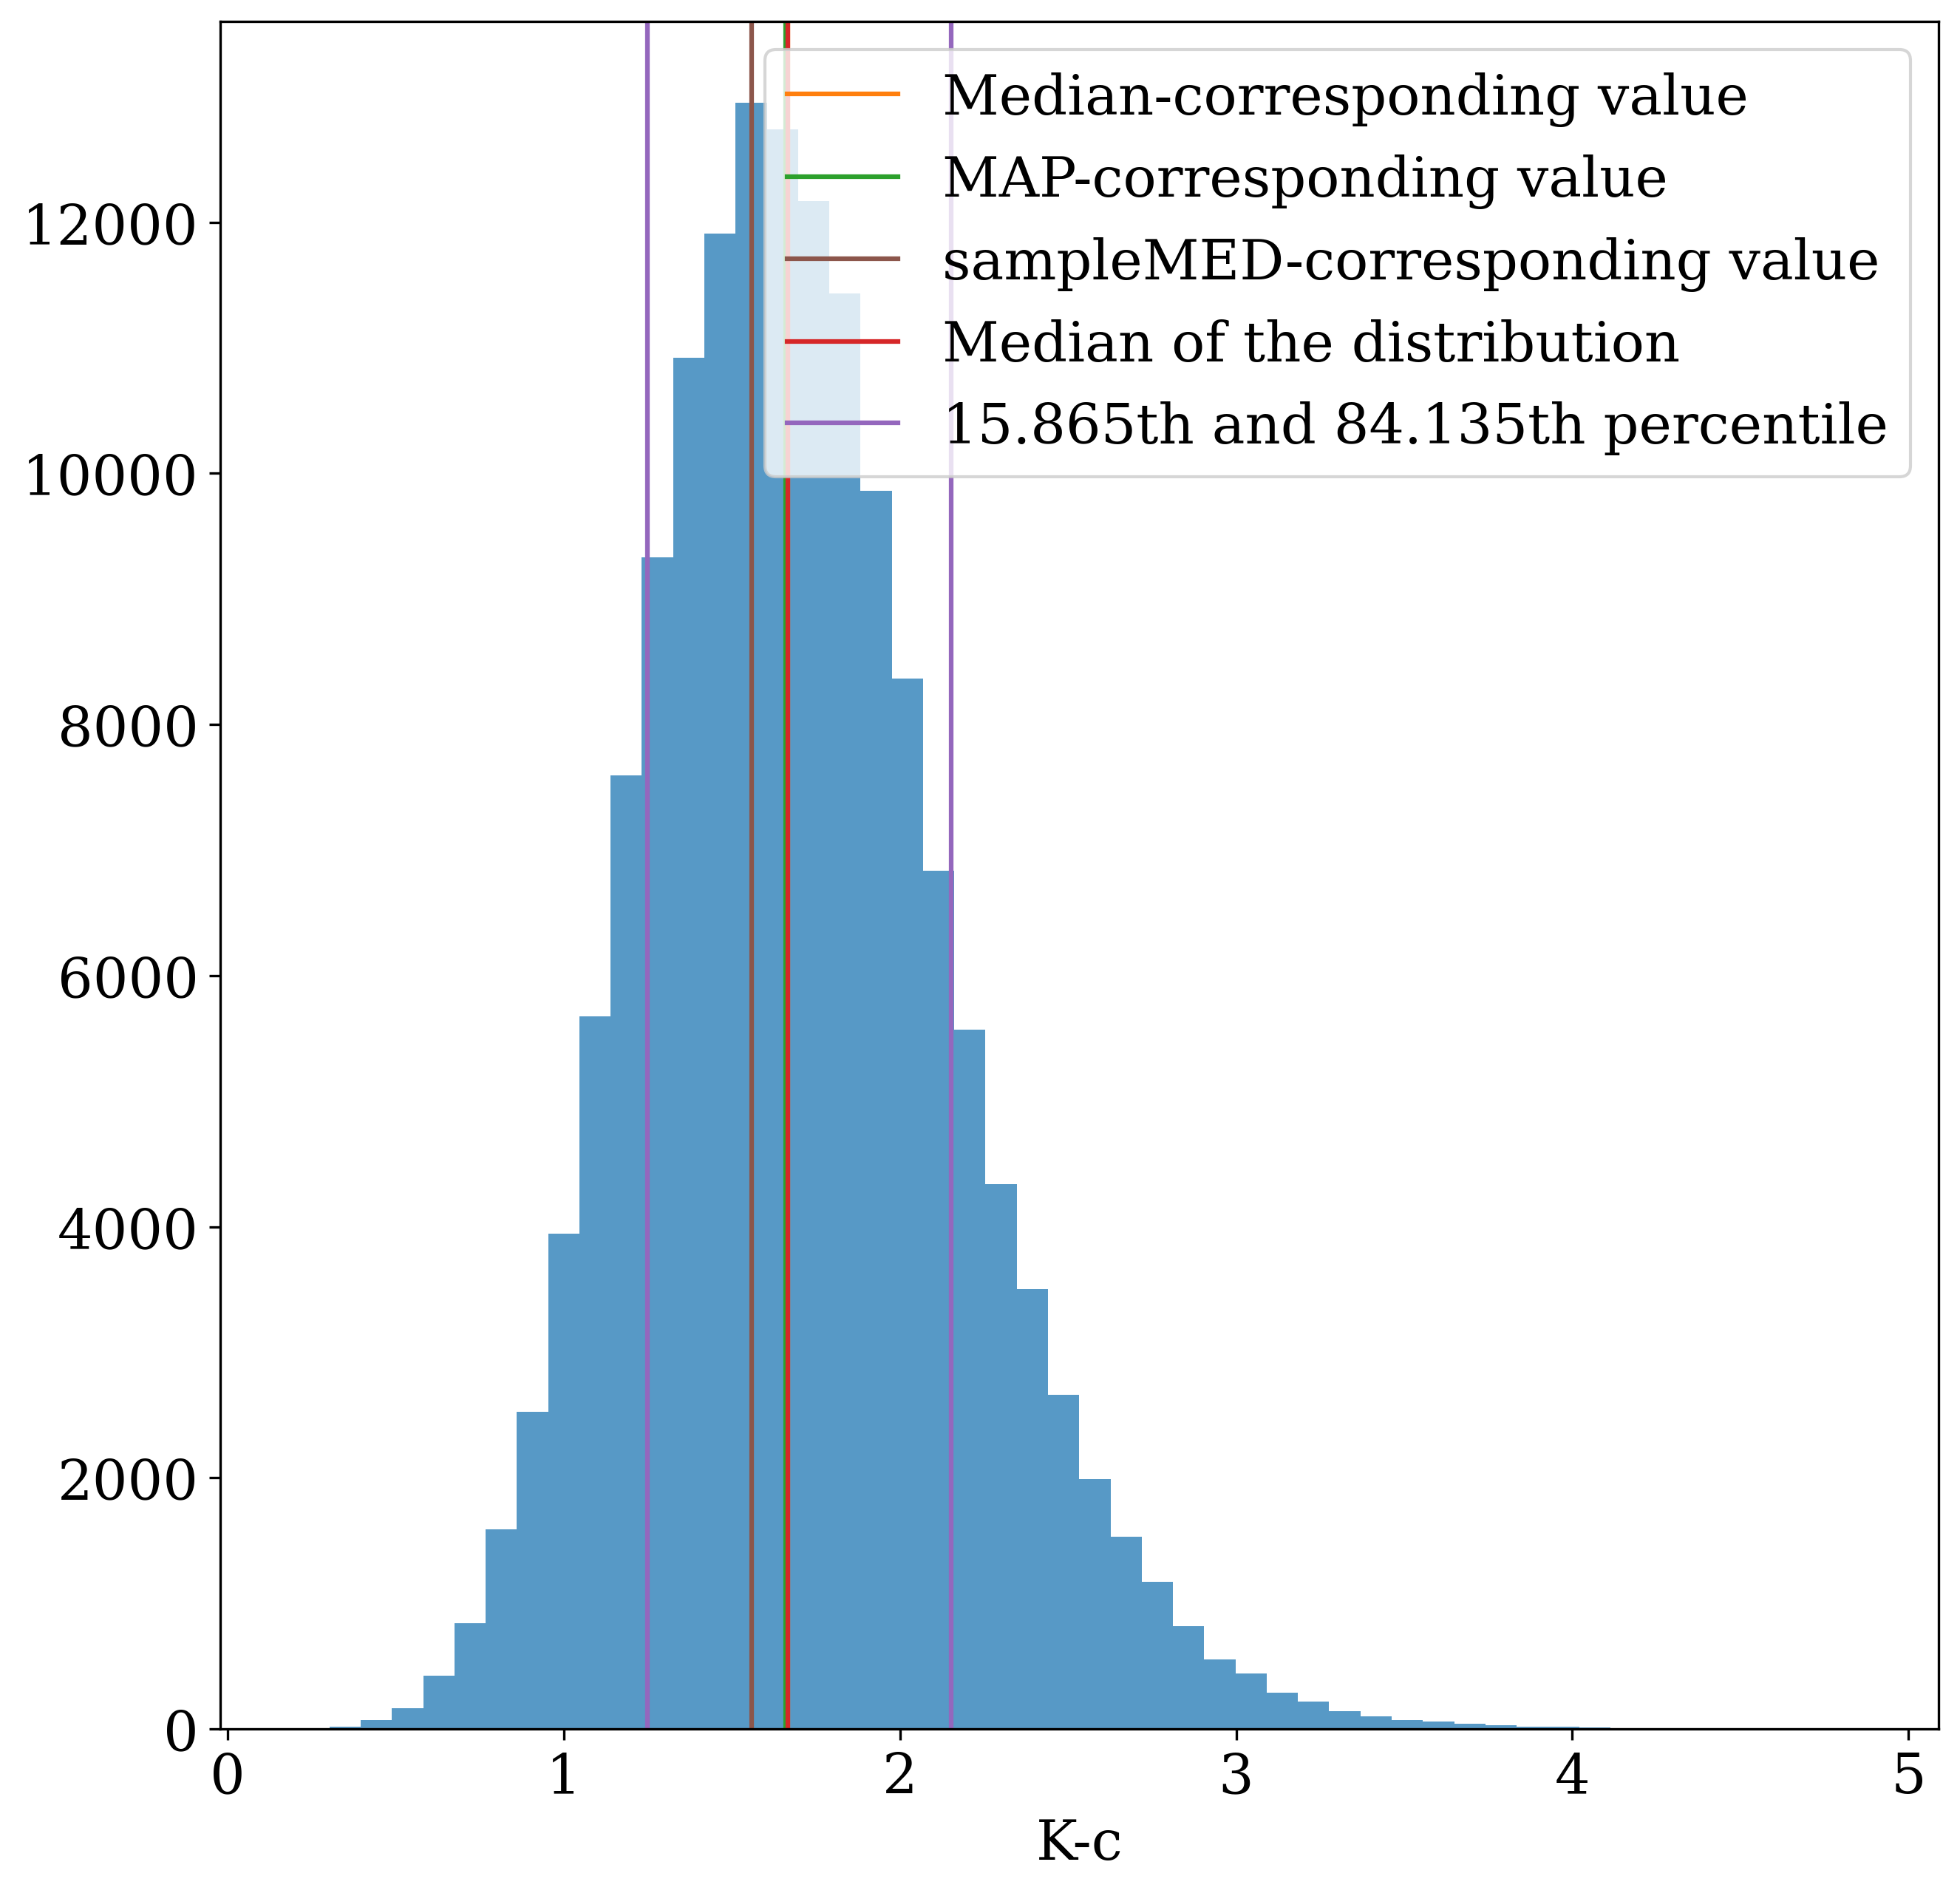 Median-corresponding value
MAP-corresponding value
sampleMED-corresponding value
Median of the distribution
15.865th and 84.135th percentile
12000
10000
8000
6000
4000
2000
0
0 1 2 3 4 5
K-c